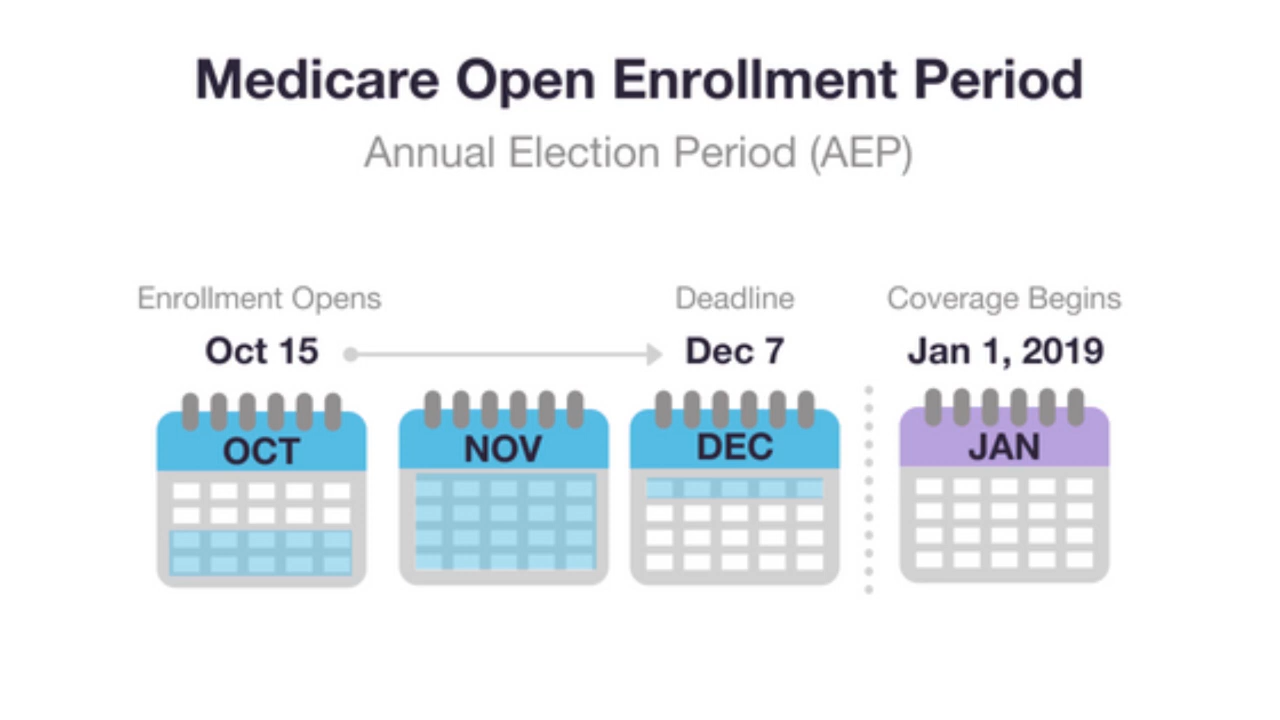 Medicare Open Enrollment Period
Annual Election Period (AEP)
Enrollment Opens
Deadline
Coverage Begins
Oct 15
Dec 7
Jan 1, 2019
OCT
NOV
DEC
JAN